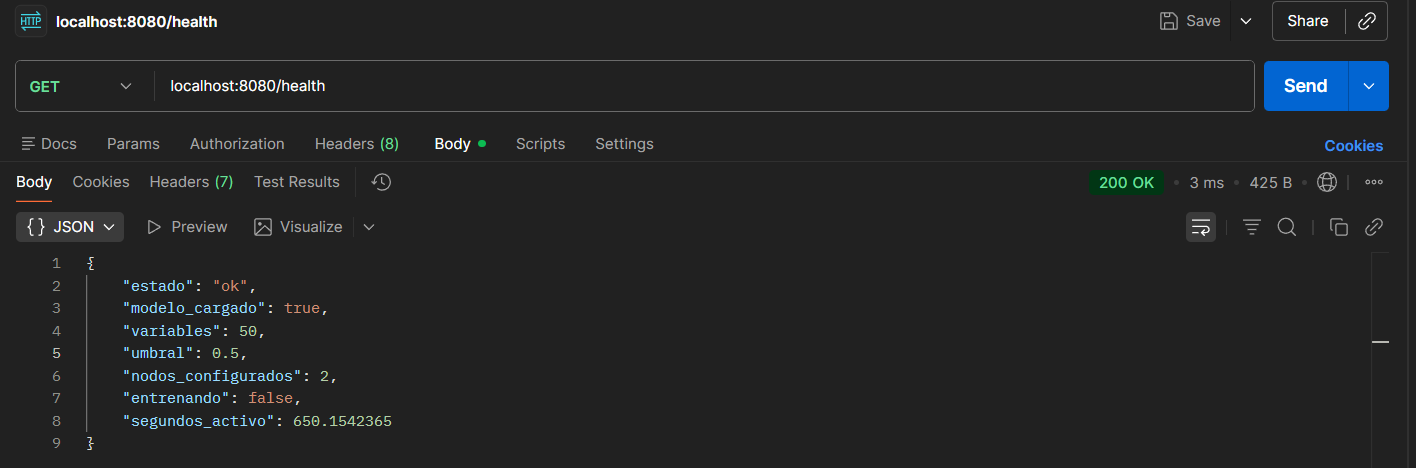 HTTP localhost:8080/health Save Share
GET localhost:8080/health Send
Docs Params Authorization Headers (8) Body Scripts Settings Cookies
Body Cookies Headers (7) Test Results 200 OK • 3 ms • 425 B •
{} JSON Preview Visualize
1 {
2 "estado": "ok",
3 "modelo_cargado": true,
4 "variables": 50,
5 "umbral": 0.5,
6 "nodos_configurados": 2,
7 "entrenando": false,
8 "segundos_activo": 650.1542365
9 }